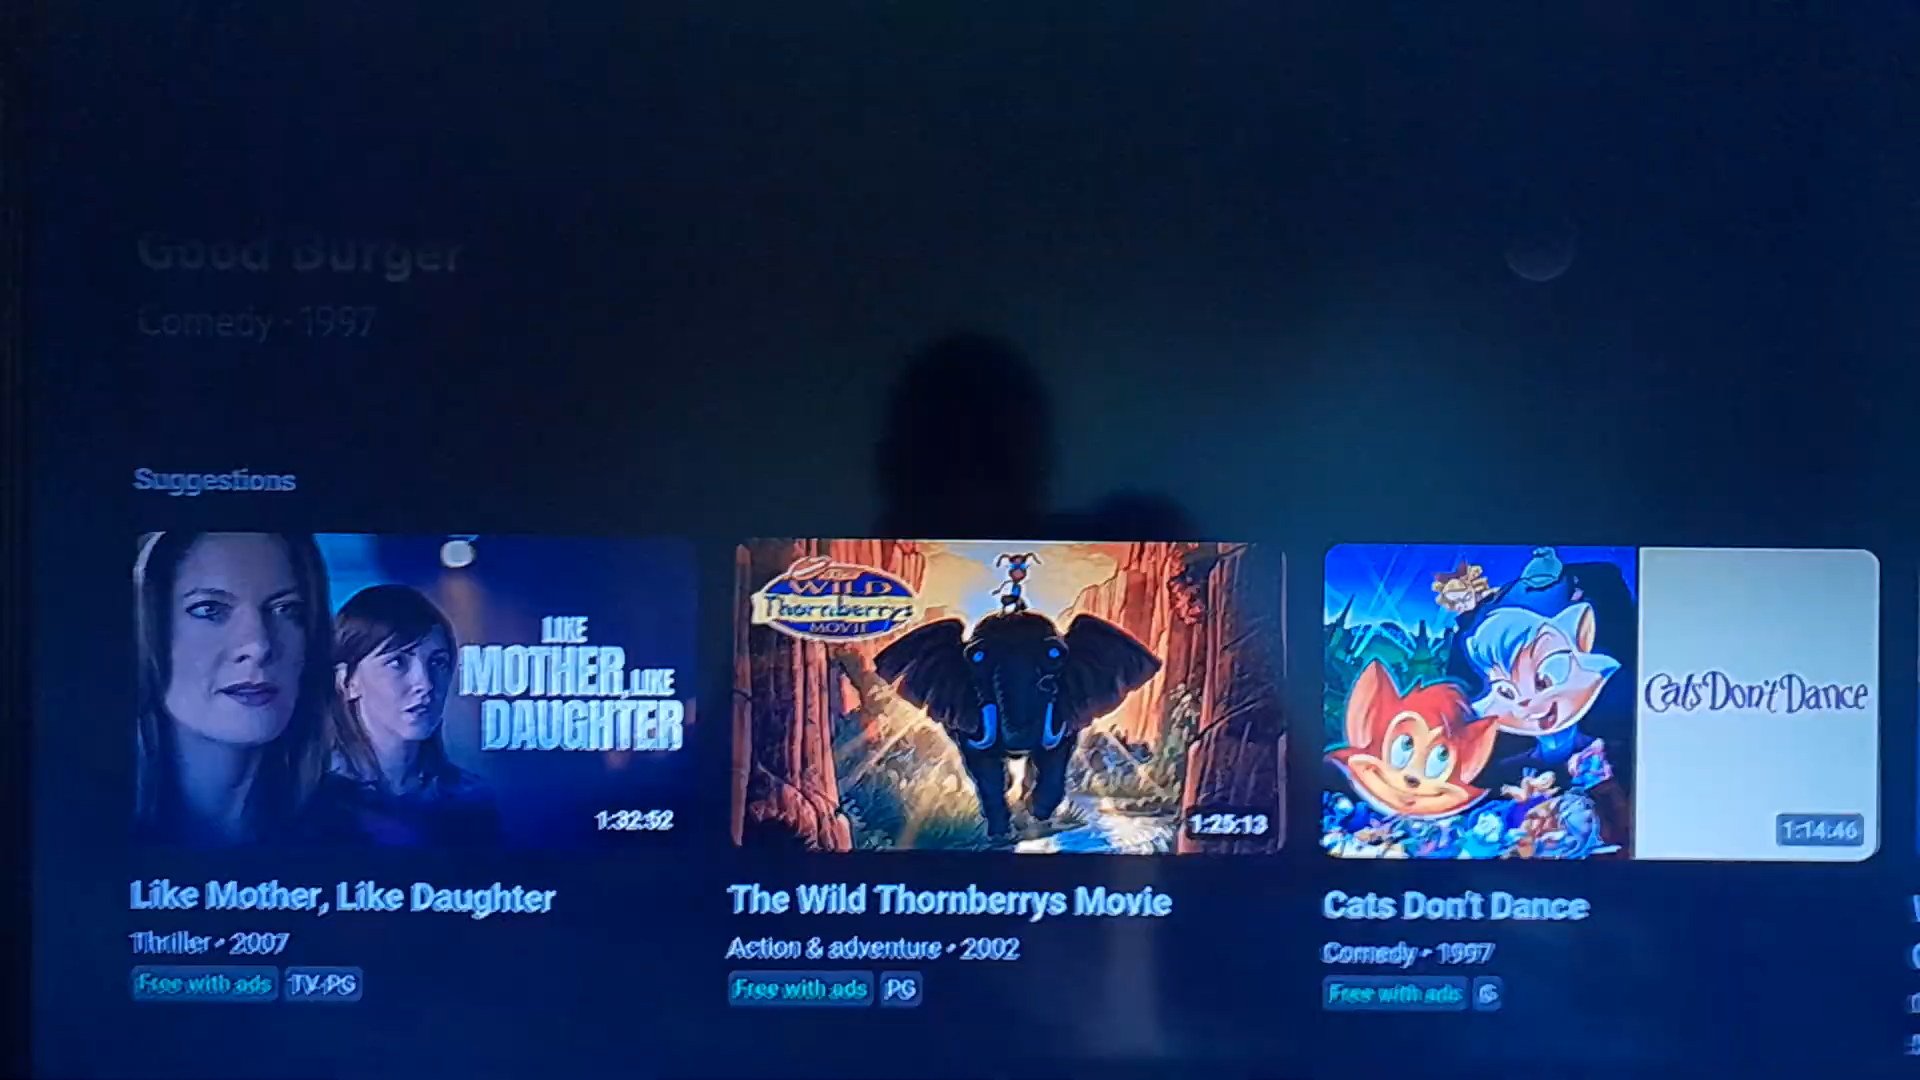 Good Burger
Comedy · 1997
Suggestions
LIKE
MOTHER, LIKE
DAUGHTER
1:32:52
The
WILD
Thornberrys
MOVIE
1:25:13
Cats Don't Dance
1:14:46
Like Mother, Like Daughter
Thriller · 2007
Free with ads TV-PG
The Wild Thornberrys Movie
Action & adventure · 2002
Free with ads PG
Cats Don't Dance
Comedy · 1997
Free with ads G